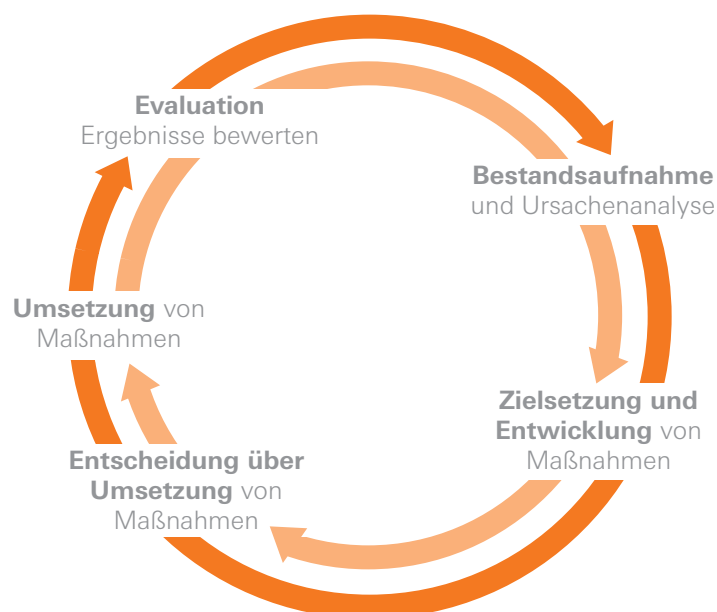 Evaluation
Ergebnisse bewerten
Bestandsaufnahme
und Ursachenanalyse
Zielsetzung und
Entwicklung von
Maßnahmen
Entscheidung über
Umsetzung von
Maßnahmen
Umsetzung von
Maßnahmen